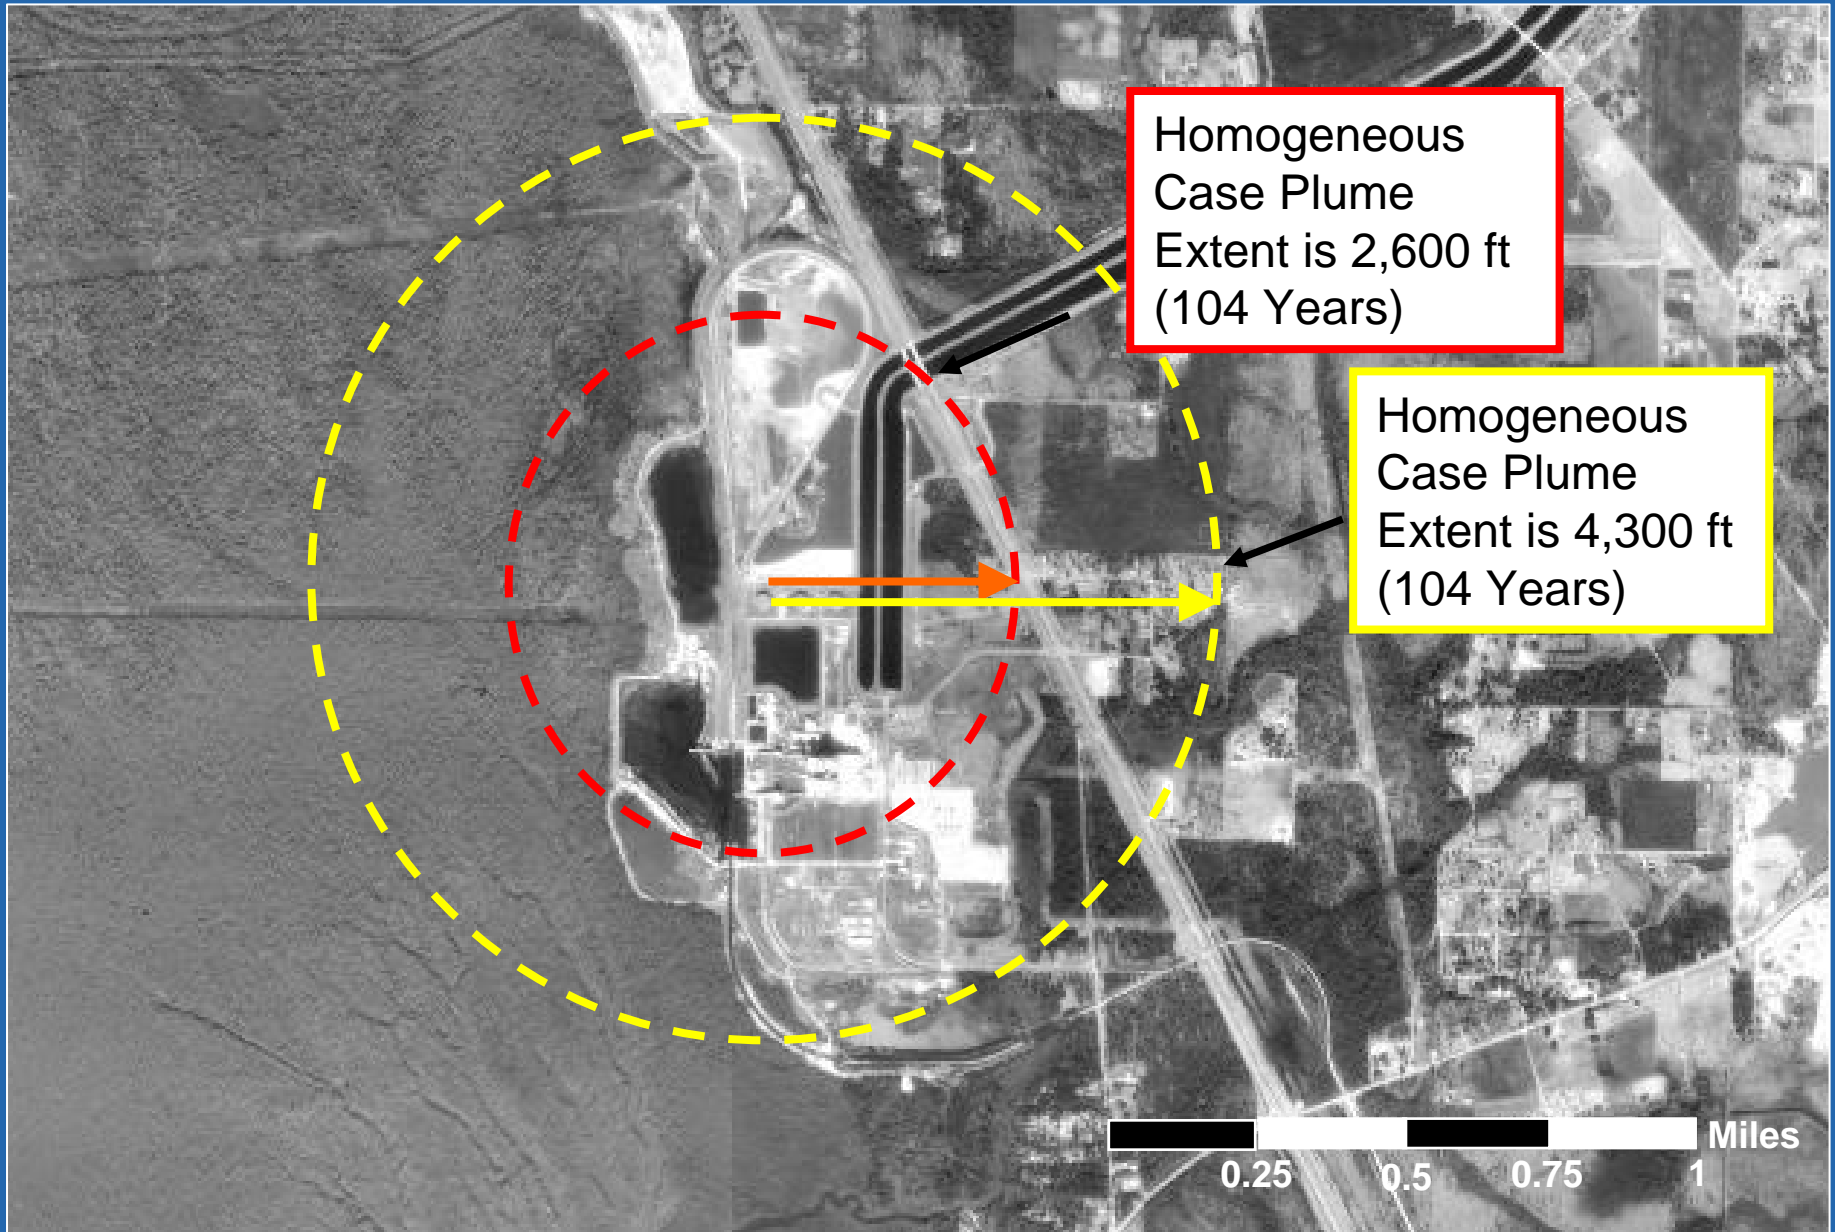 Homogeneous
Case Plume
Extent is 2,600 ft
(104 Years)
Homogeneous
Case Plume
Extent is 4,300 ft
(104 Years)
Miles
0.25 0.5 0.75 1